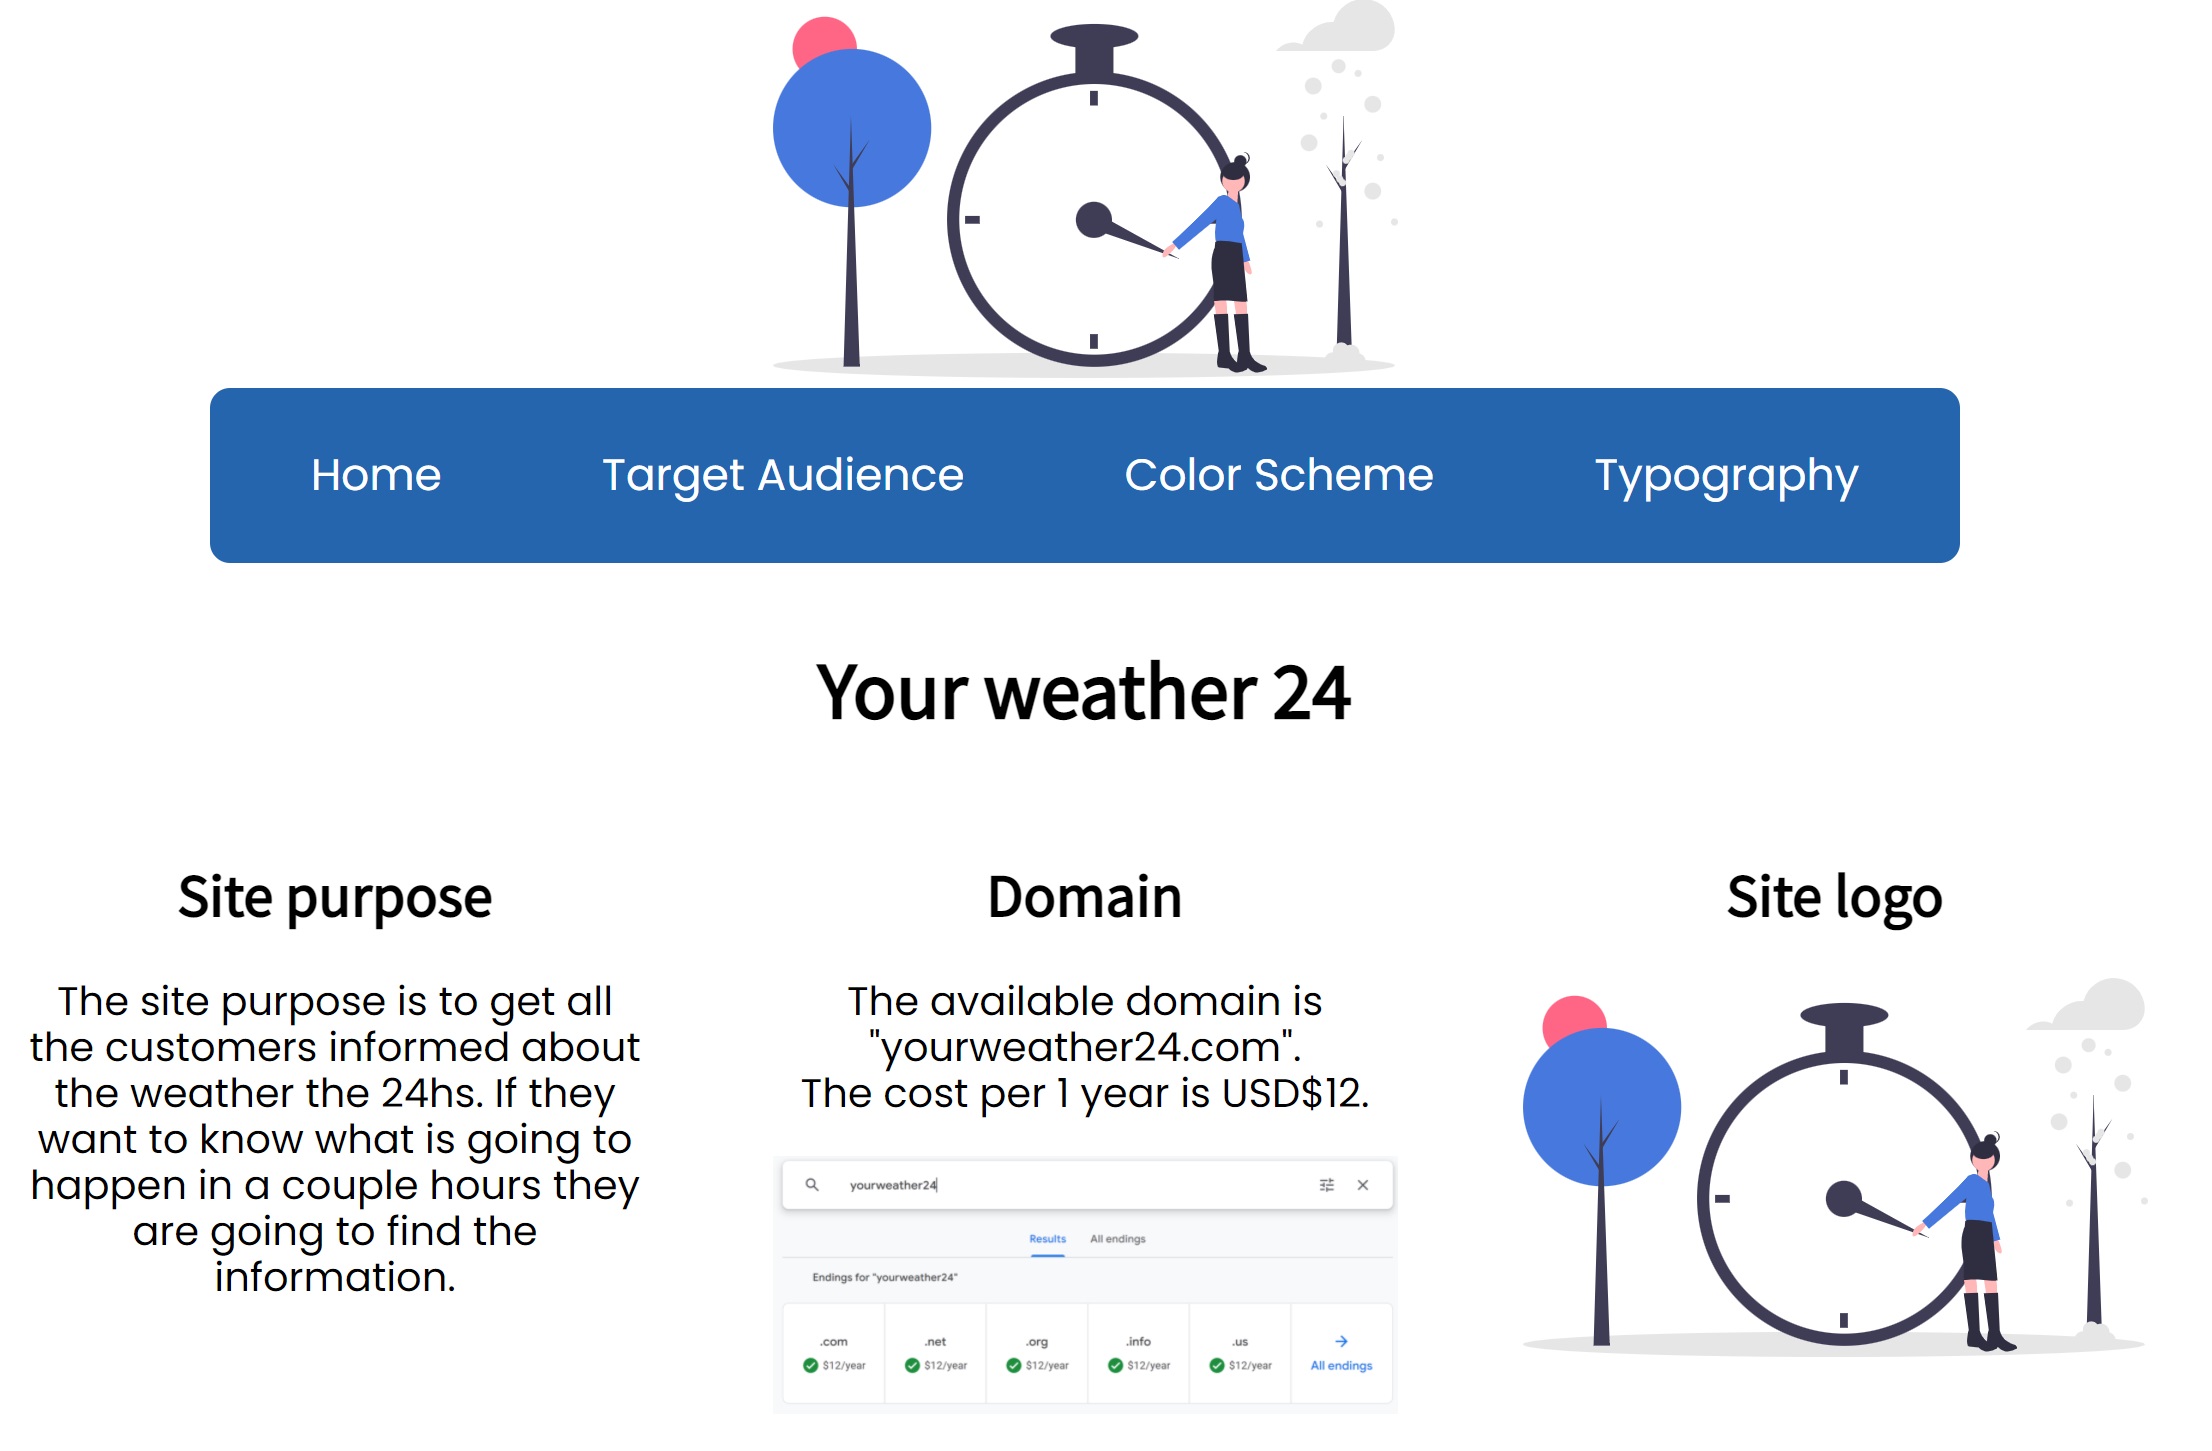 Home Target Audience Color Scheme Typography
Your weather 24
Site purpose
The site purpose is to get all
the customers informed about
the weather the 24hs. If they
want to know what is going to
happen in a couple hours they
are going to find the
information.
Domain
The available domain is
"yourweather24.com".
The cost per 1 year is USD$12.
yourweather24
Results All endings
Endings for "yourweather24"
.com .net .org .info .us
$12/year $12/year $12/year $12/year $12/year All endings
Site logo